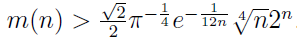 m(n) > \frac{\sqrt{2}}{2} \pi^{-\frac{1}{4}} e^{-\frac{1}{12n}} \sqrt[4]{n} 2^n.